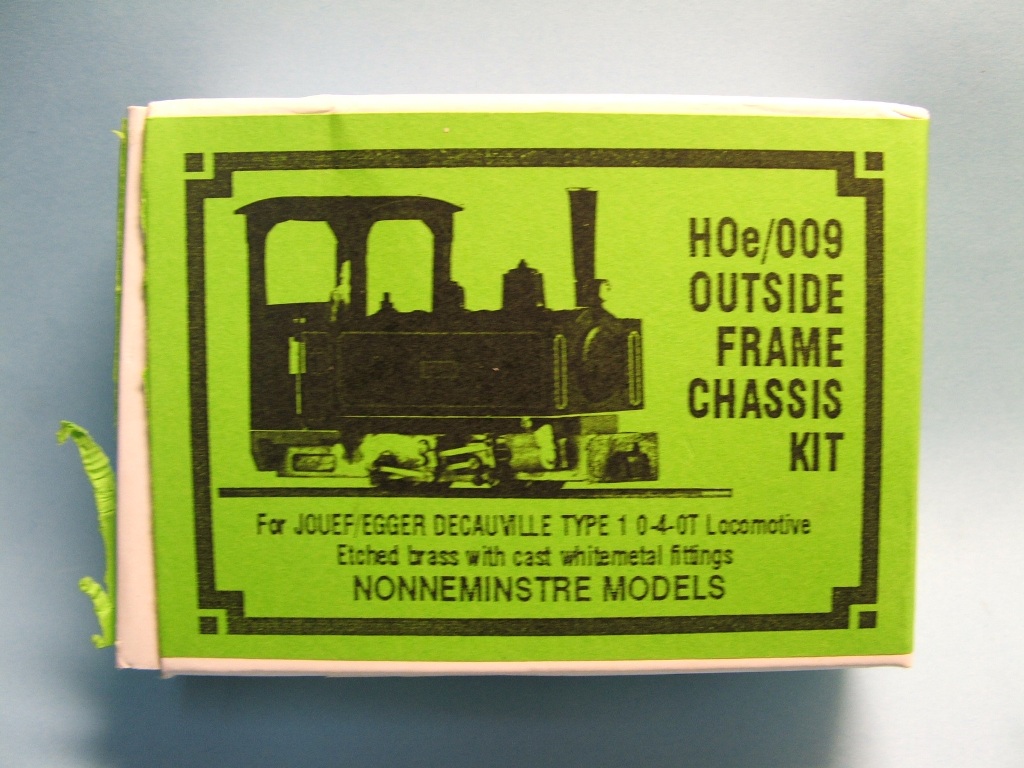 HOe/009
OUTSIDE
FRAME
CHASSIS
KIT
For JOUEF/EGGER DECAUVILLE TYPE 1 0-4-0T Locomotive
Etched brass with cast whitemetal fittings
NONNEMINSTRE MODELS